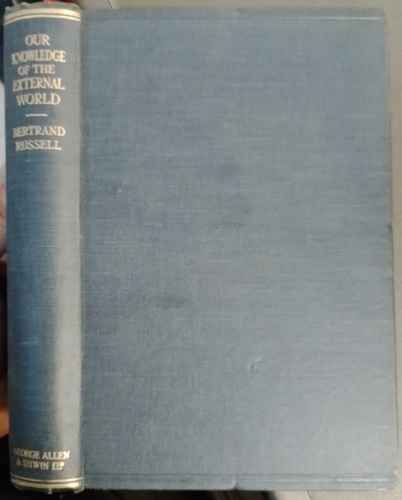 OUR
KNOWLEDGE
OF THE
EXTERNAL
WORLD
BERTRAND
RUSSELL
GEORGE ALLEN
& UNWIN LTD